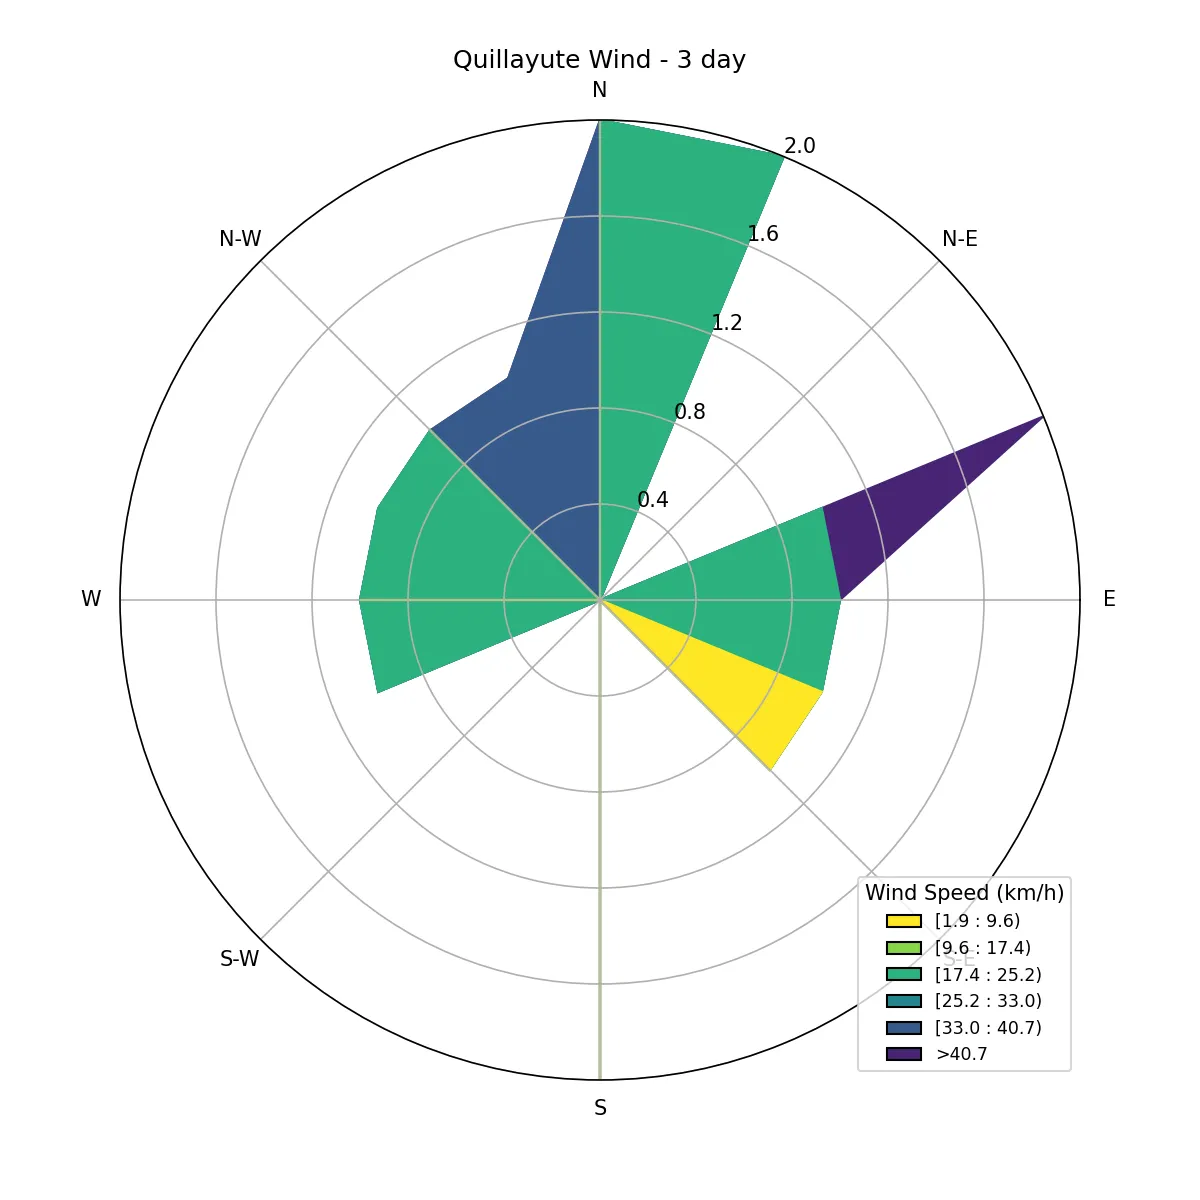 Quillayute Wind - 3 day
N
2.0
N-W
1.6
N-E
1.2
0.8
0.4
W
E
Wind Speed (km/h)
[1.9 : 9.6)
[9.6 : 17.4)
S-W
S-E
[17.4 : 25.2)
[25.2 : 33.0)
[33.0 : 40.7)
>40.7
S